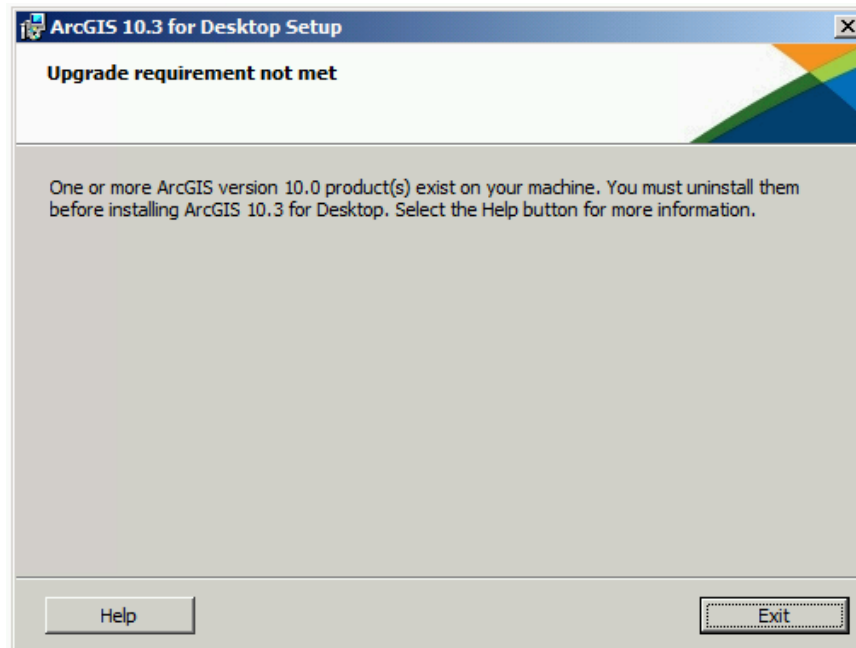 ArcGIS 10.3 for Desktop Setup
Upgrade requirement not met
One or more ArcGIS version 10.0 product(s) exist on your machine. You must uninstall them
before installing ArcGIS 10.3 for Desktop. Select the Help button for more information.
Help
Exit